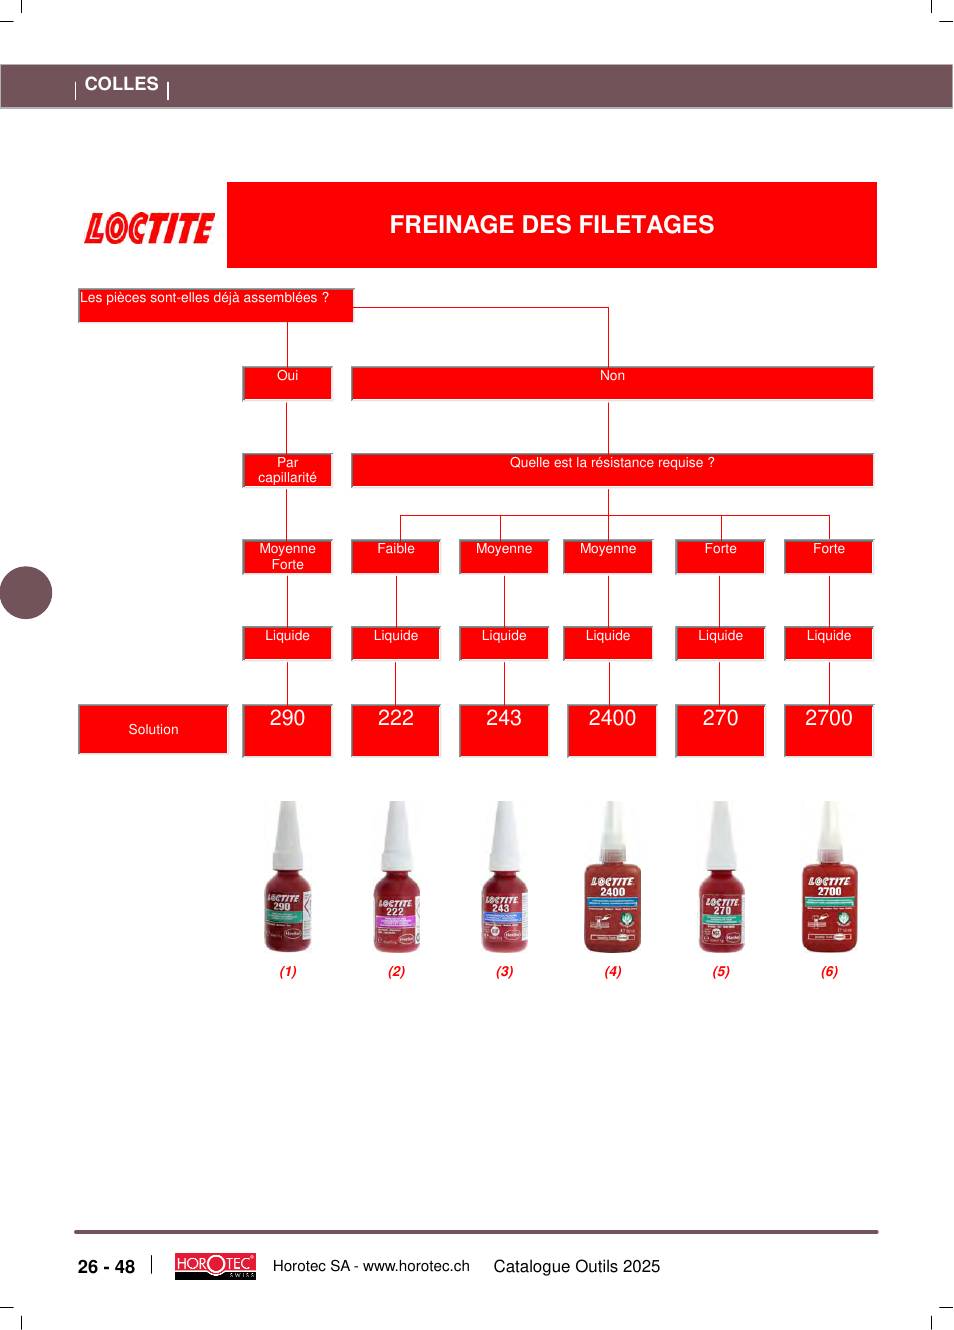 COLLES
LOCTITE
FREINAGE DES FILETAGES
Les pièces sont-elles déjà assemblées ?
Oui
Non
Par
capillarité
Quelle est la résistance requise ?
Moyenne
Forte
Faible
Moyenne
Moyenne
Forte
Forte
Liquide
Liquide
Liquide
Liquide
Liquide
Liquide
Solution
290
222
243
2400
270
2700
LOCTITE
290
LOCTITE
222
LOCTITE
243
LOCTITE
2400
LOCTITE
270
LOCTITE
2700
(1)
(2)
(3)
(4)
(5)
(6)
26 - 48
HOROTEC
SWISS
Horotec SA - www.horotec.ch
Catalogue Outils 2025